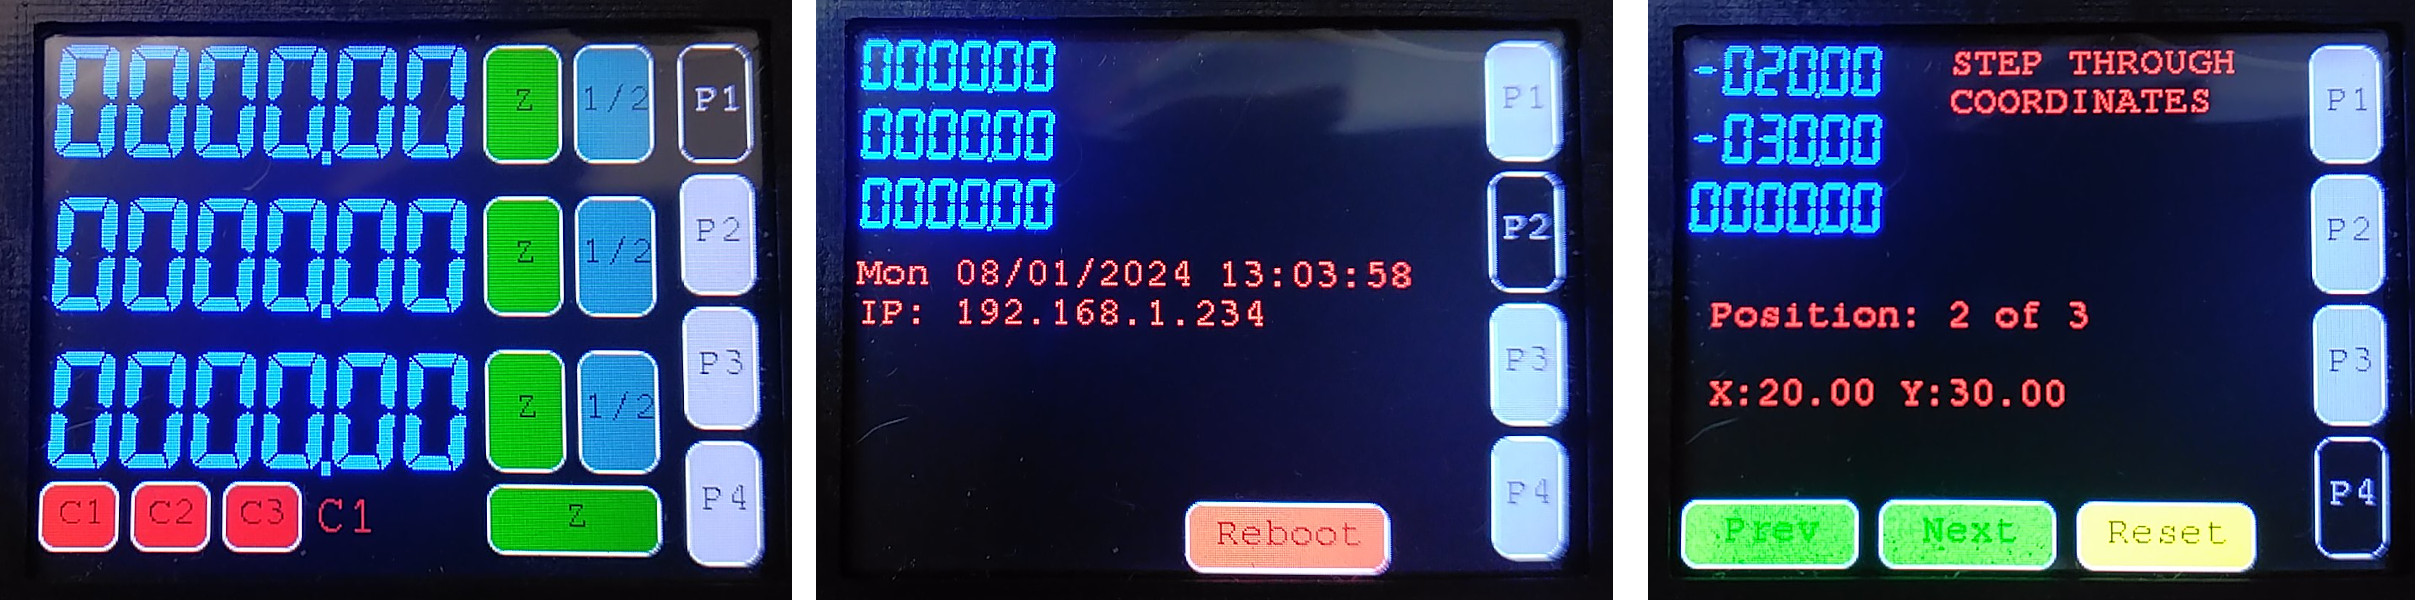 0000.00 Z 1/2 P1
P2
0000.00 Z 1/2
P3
0000.00 Z 1/2
P4
C1 C2 C3 C1 Z
0000.00 P1
0000.00
0000.00 P2
Mon 08/01/2024 13:03:58
IP: 192.168.1.234
P3
P4
Reboot
-020.00 STEP THROUGH P1
COORDINATES
-030.00
0000.00 P2
Position: 2 of 3
P3
X:20.00 Y:30.00
P4
Prev Next Reset